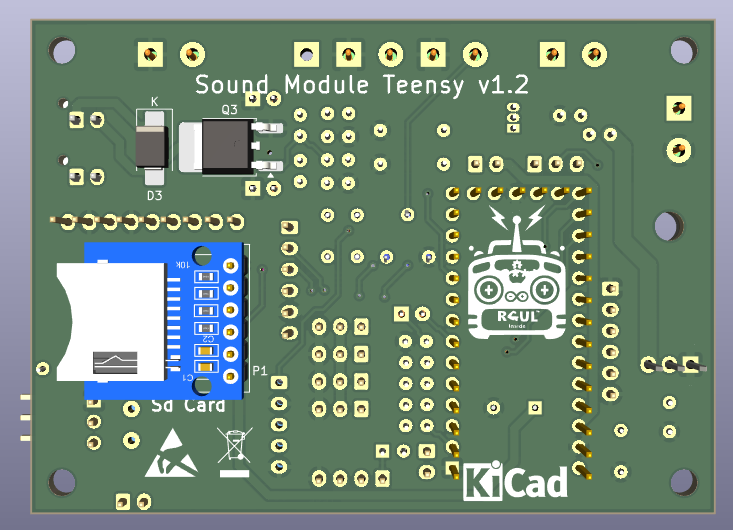 Sound Module Teensy v1.2
K
Q3
D3
10K
RCUL
Inside
C2
P1
C1
Sd Card
KiCad